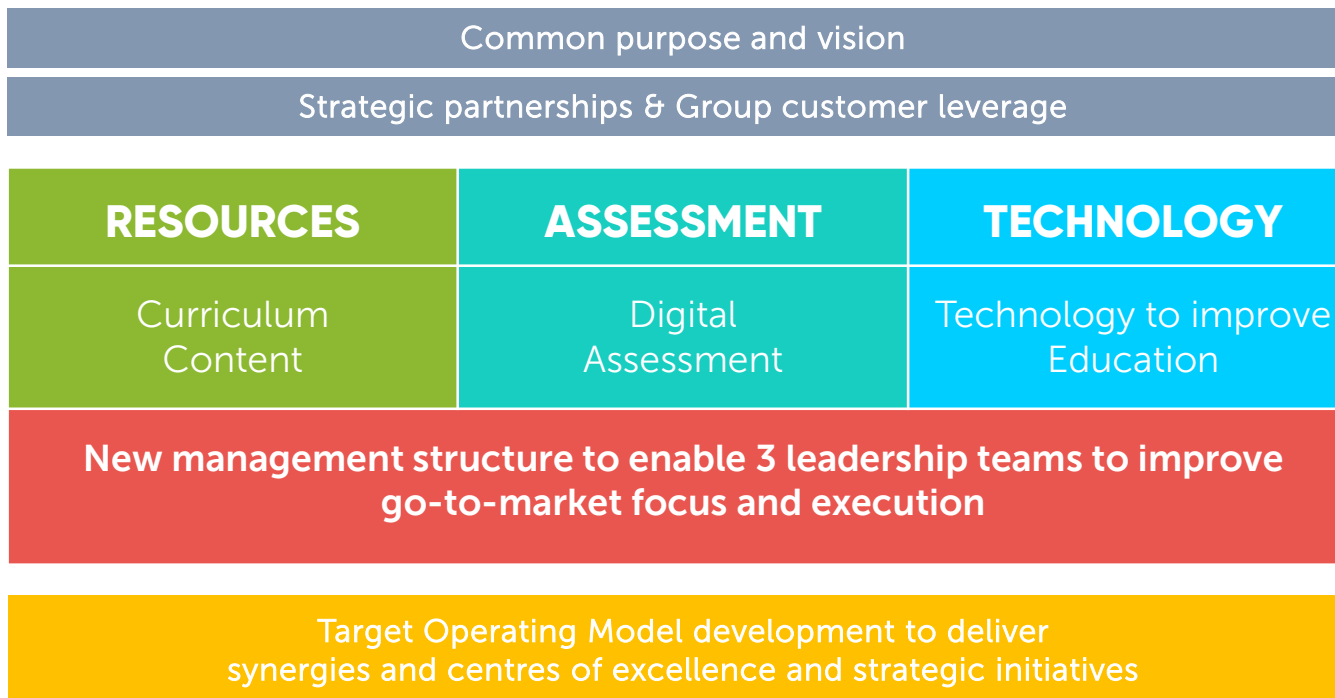 Common purpose and vision
Strategic partnerships & Group customer leverage
RESOURCES
ASSESSMENT
TECHNOLOGY
Curriculum
Content
Digital
Assessment
Technology to improve
Education
New management structure to enable 3 leadership teams to improve
go-to-market focus and execution
Target Operating Model development to deliver
synergies and centres of excellence and strategic initiatives